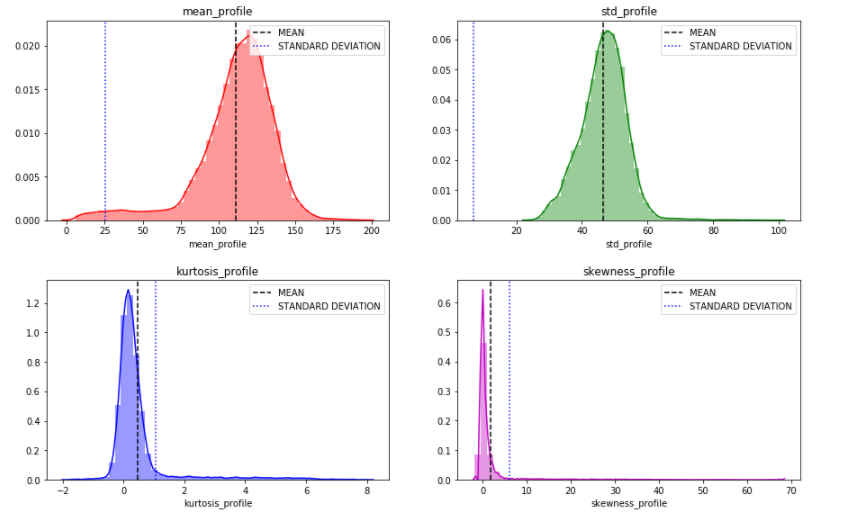 mean_profile
MEAN
STANDARD DEVIATION
0.020
0.015
0.010
0.005
0.000
0 25 50 75 100 125 150 175 200
mean_profile
std_profile
MEAN
STANDARD DEVIATION
0.06
0.05
0.04
0.03
0.02
0.01
0.00
20 40 60 80 100
std_profile
kurtosis_profile
MEAN
STANDARD DEVIATION
1.2
1.0
0.8
0.6
0.4
0.2
0.0
−2 0 2 4 6 8
kurtosis_profile
skewness_profile
MEAN
STANDARD DEVIATION
0.6
0.5
0.4
0.3
0.2
0.1
0.0
0 10 20 30 40 50 60 70
skewness_profile